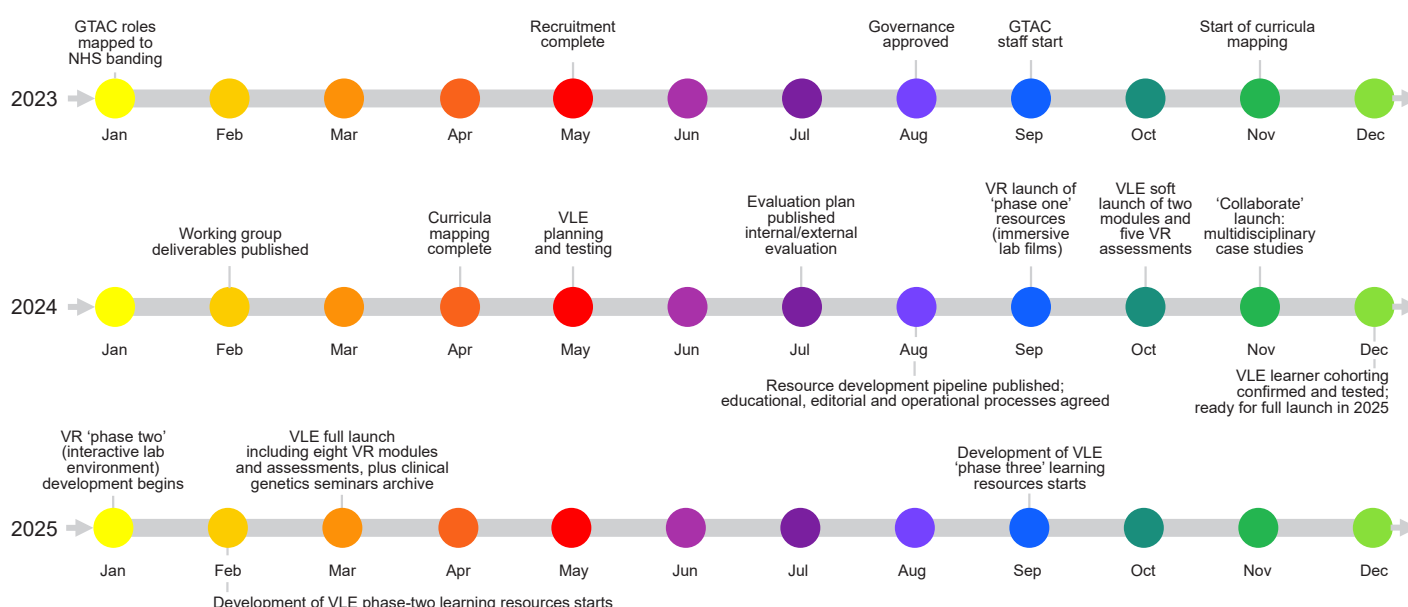 GTAC roles
mapped to
NHS banding
Recruitment
complete
Governance
approved
GTAC
staff start
Start of curricula
mapping
2023
Jan
Feb
Mar
Apr
May
Jun
Jul
Aug
Sep
Oct
Nov
Dec
Working group
deliverables published
Curricula
mapping
complete
VLE
planning
and testing
Evaluation plan
published
internal/external
evaluation
VR launch of
‘phase one’
resources
(immersive
lab films)
VLE soft
launch of two
modules and
five VR
assessments
‘Collaborate’
launch:
multidisciplinary
case studies
2024
Jan
Feb
Mar
Apr
May
Jun
Jul
Aug
Sep
Oct
Nov
Dec
Resource development pipeline published;
educational, editorial and operational processes agreed
VLE learner cohorting
confirmed and tested;
ready for full launch in 2025
VR ‘phase two’
(interactive lab
environment)
development begins
VLE full launch
including eight VR modules
and assessments, plus clinical
genetics seminars archive
Development of VLE
‘phase three’ learning
resources starts
2025
Jan
Feb
Mar
Apr
May
Jun
Jul
Aug
Sep
Oct
Nov
Dec
Development of VLE phase-two learning resources starts